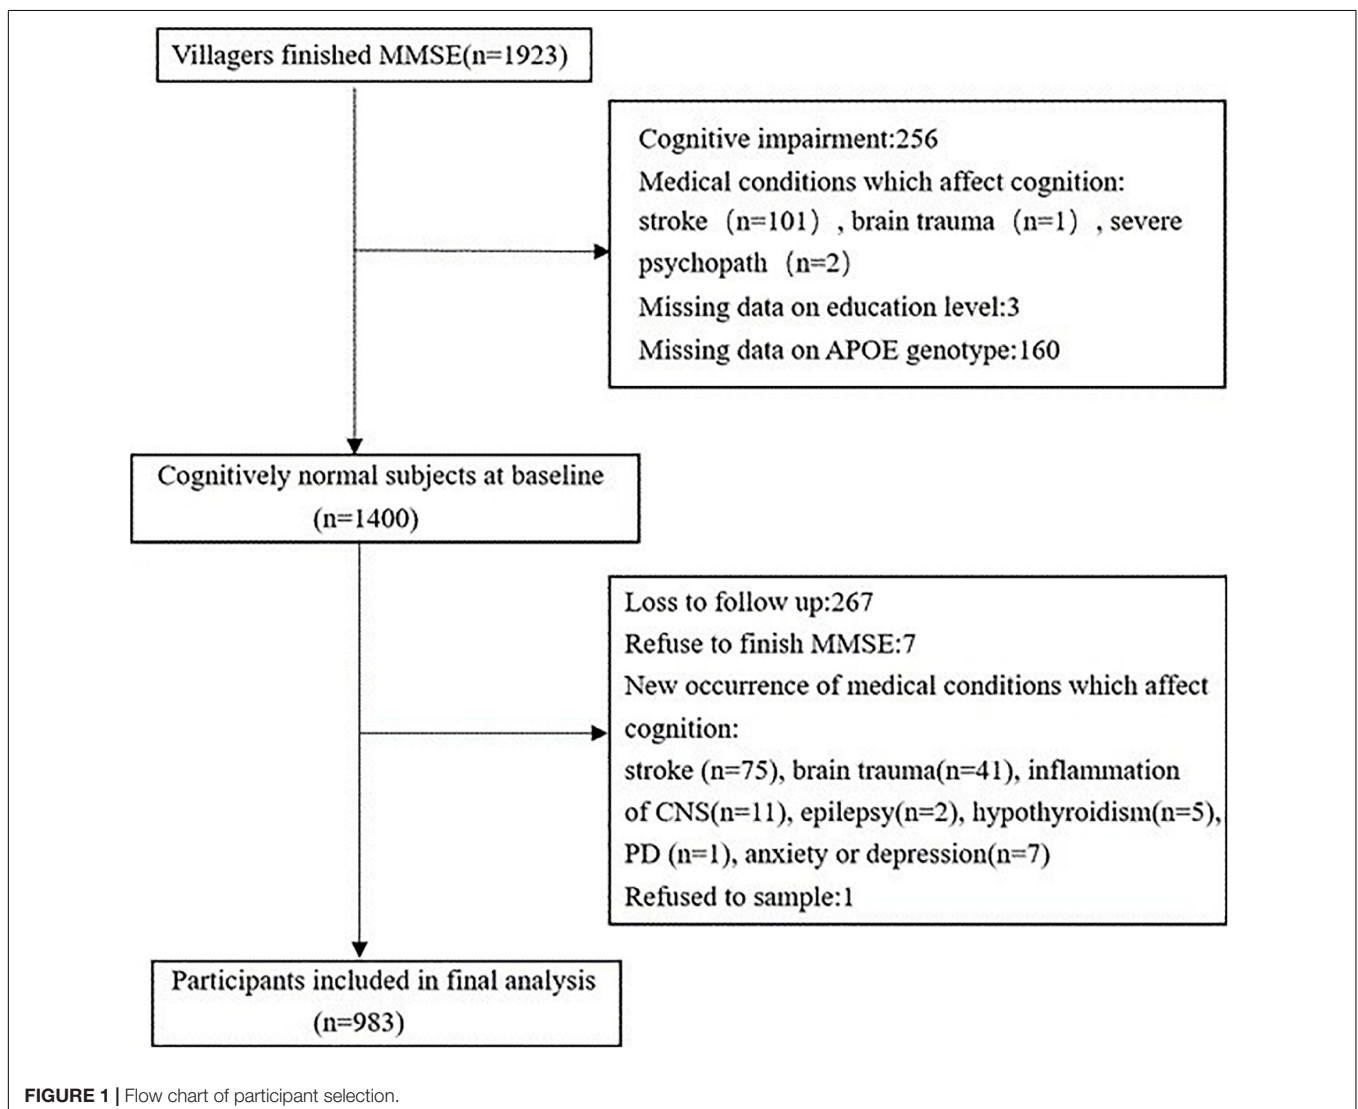 Villagers finished MMSE(n=1923)
Cognitive impairment:256
Medical conditions which affect cognition:
stroke (n=101) , brain trauma (n=1) , severe
psychopath (n=2)
Missing data on education level:3
Missing data on APOE genotype:160
Cognitively normal subjects at baseline
(n=1400)
Loss to follow up:267
Refuse to finish MMSE:7
New occurrence of medical conditions which affect
cognition:
stroke (n=75), brain trauma(n=41), inflammation
of CNS(n=11), epilepsy(n=2), hypothyroidism(n=5),
PD (n=1), anxiety or depression(n=7)
Refused to sample:1
Participants included in final analysis
(n=983)
FIGURE 1 | Flow chart of participant selection.